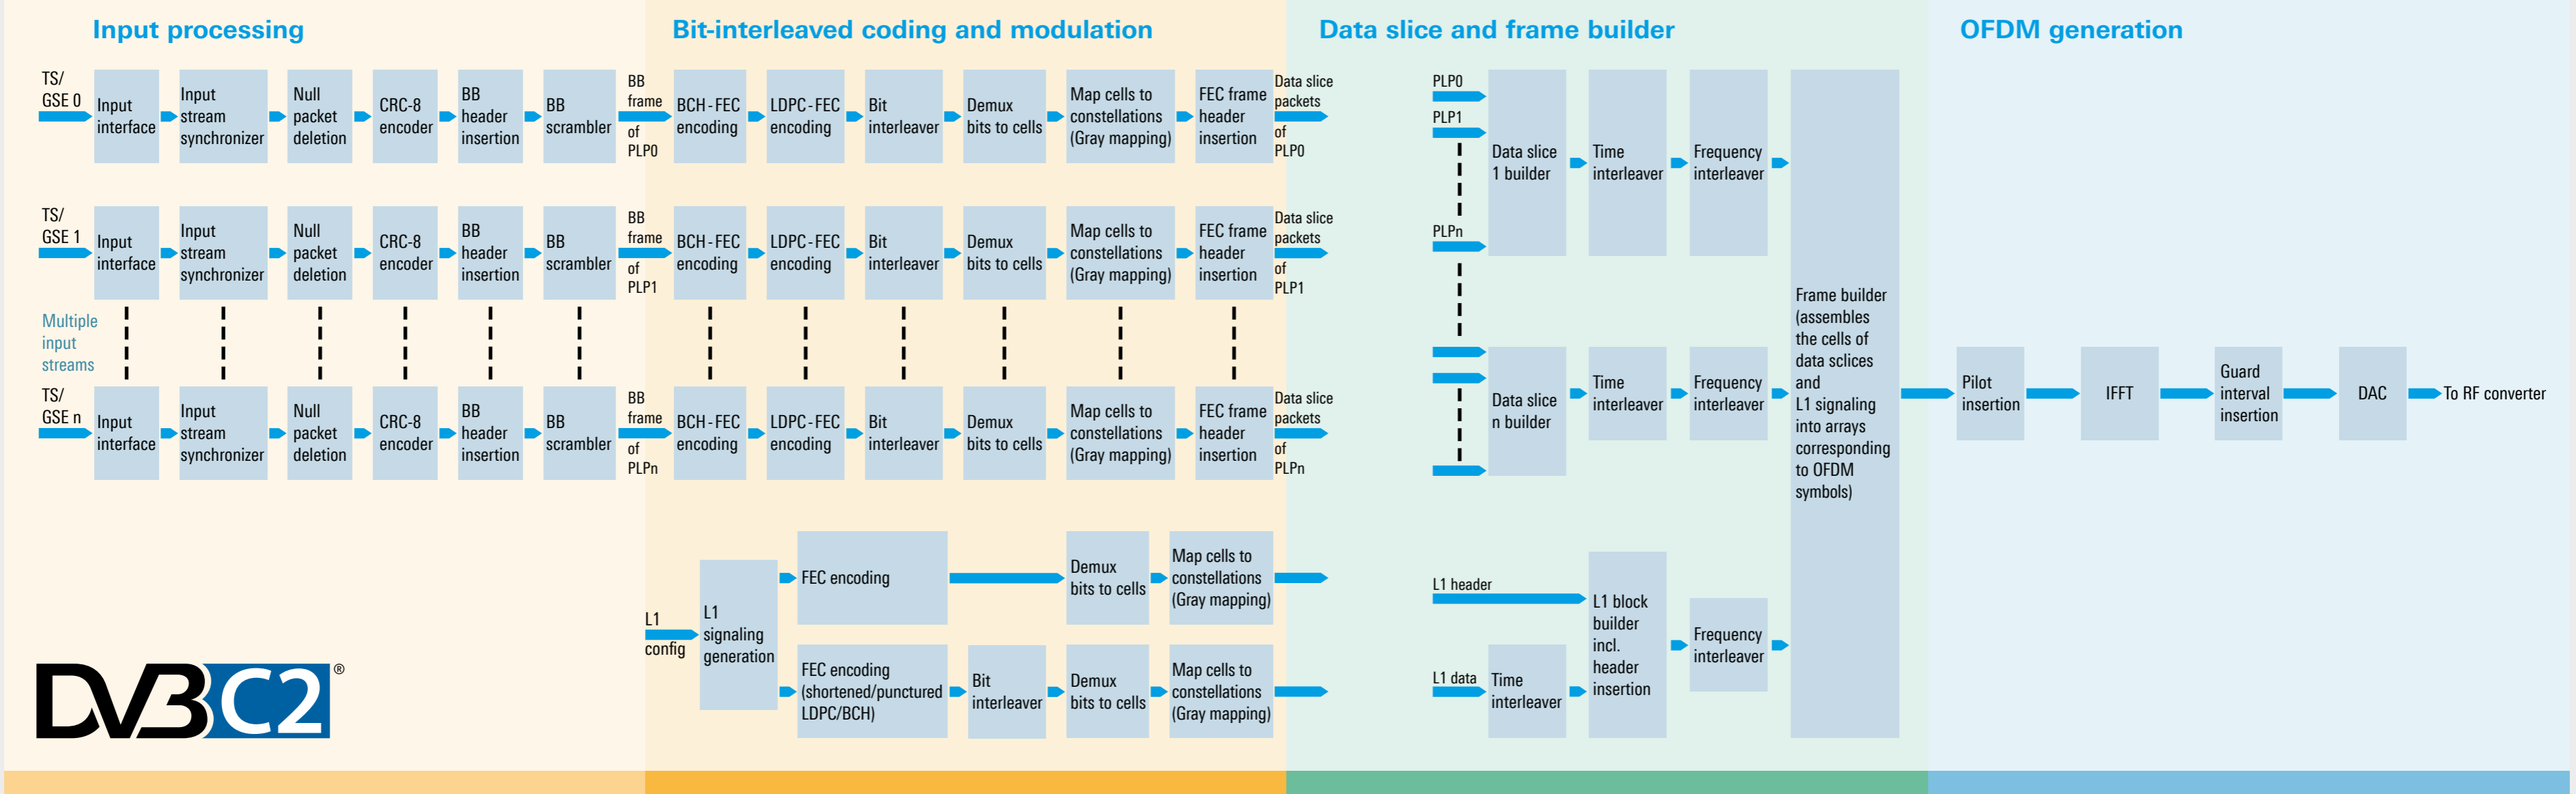 Input processing
Bit-interleaved coding and modulation
Data slice and frame builder
OFDM generation
TS/
GSE 0
Input
interface
Input
stream
synchronizer
Null
packet
deletion
CRC-8
encoder
BB
header
insertion
BB
scrambler
BB
frame
of
PLP0
BCH-FEC
encoding
LDPC-FEC
encoding
Bit
interleaver
Demux
bits to cells
Map cells to
constellations
(Gray mapping)
FEC frame
header
insertion
Data slice
packets
of
PLP0
TS/
GSE 1
Input
interface
Input
stream
synchronizer
Null
packet
deletion
CRC-8
encoder
BB
header
insertion
BB
scrambler
BB
frame
of
PLP1
BCH-FEC
encoding
LDPC-FEC
encoding
Bit
interleaver
Demux
bits to cells
Map cells to
constellations
(Gray mapping)
FEC frame
header
insertion
Data slice
packets
of
PLP1
Multiple
input
streams
TS/
GSE n
Input
interface
Input
stream
synchronizer
Null
packet
deletion
CRC-8
encoder
BB
header
insertion
BB
scrambler
BB
frame
of
PLPn
BCH-FEC
encoding
LDPC-FEC
encoding
Bit
interleaver
Demux
bits to cells
Map cells to
constellations
(Gray mapping)
FEC frame
header
insertion
Data slice
packets
of
PLPn
L1
config
L1
signaling
generation
FEC encoding
Demux
bits to cells
Map cells to
constellations
(Gray mapping)
FEC encoding
(shortened/punctured
LDPC/BCH)
Bit
interleaver
Demux
bits to cells
Map cells to
constellations
(Gray mapping)
PLP0
PLP1
PLPn
Data slice
1 builder
Time
interleaver
Frequency
interleaver
Data slice
n builder
Time
interleaver
Frequency
interleaver
L1 header
L1 data
Time
interleaver
L1 block
builder
incl.
header
insertion
Frequency
interleaver
Frame builder
(assembles
the cells of
data sclices
and
L1 signaling
into arrays
corresponding
to OFDM
symbols)
Pilot
insertion
IFFT
Guard
interval
insertion
DAC
To RF converter
DVB C2®